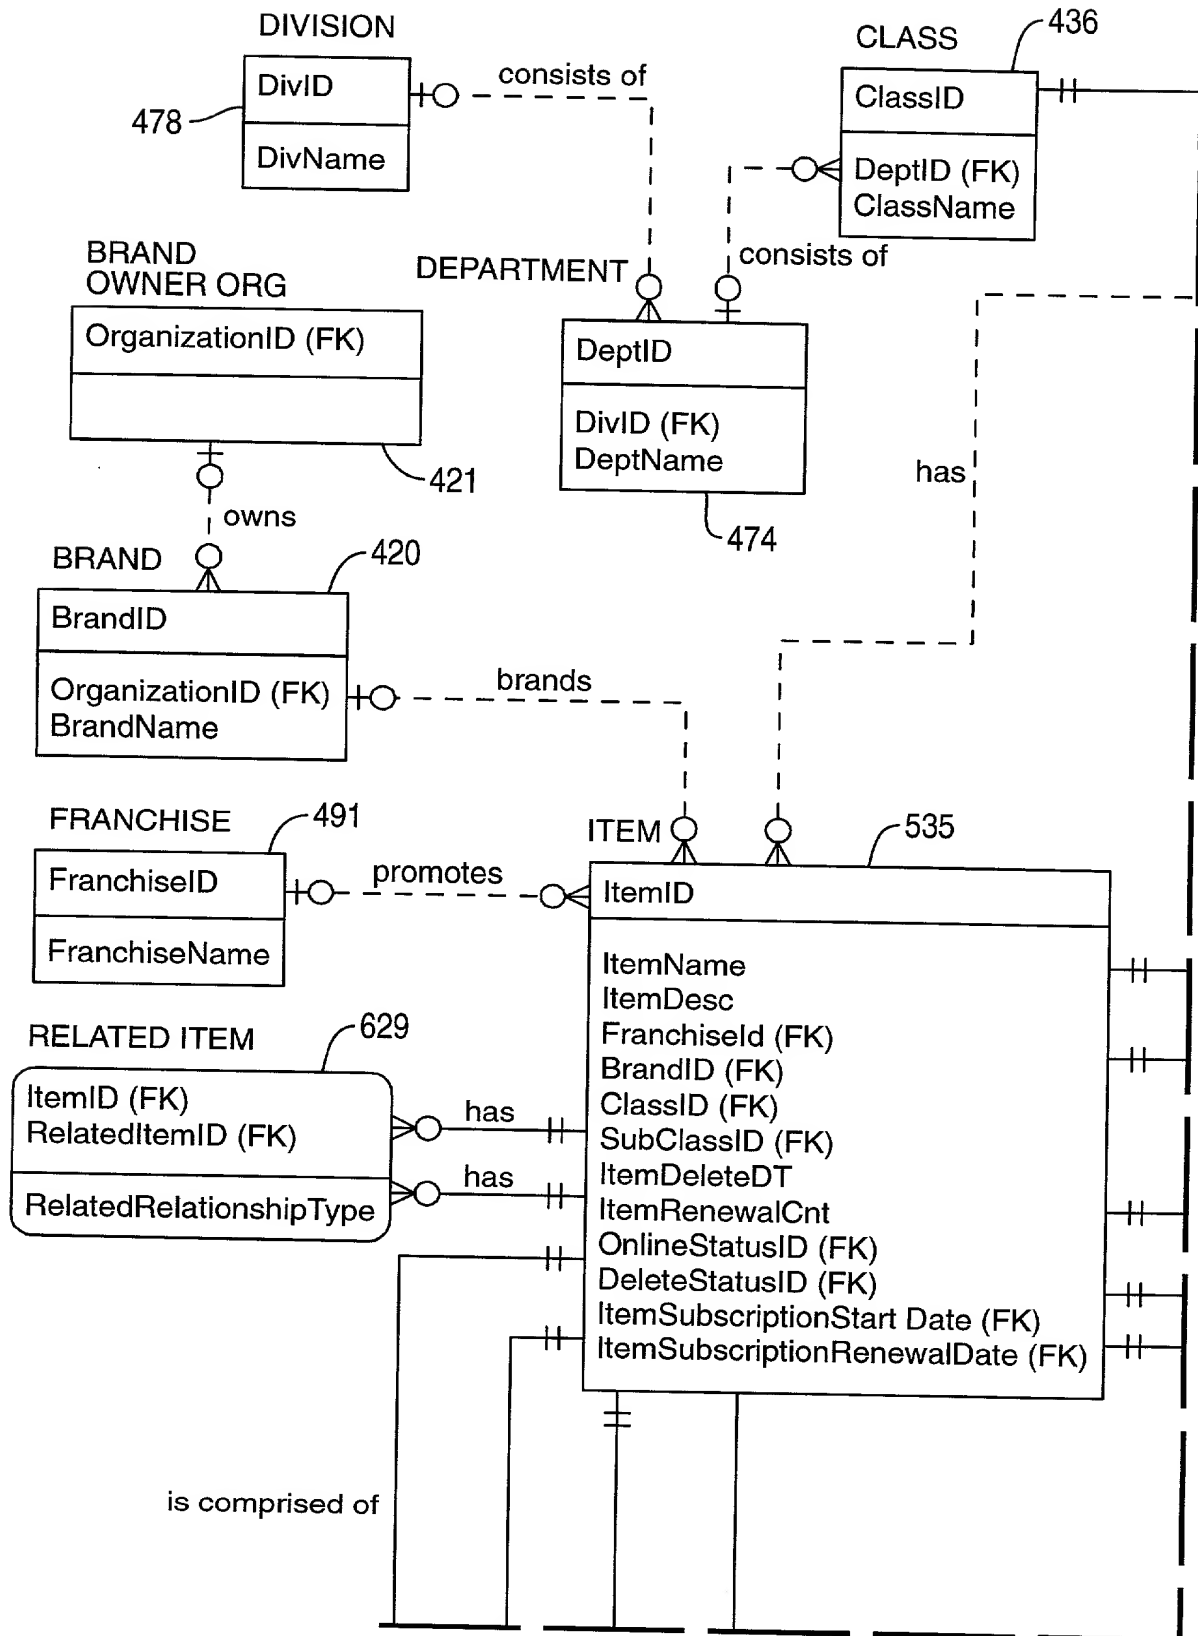 DIVISION
DivID
DivName
478
consists of
CLASS
436
ClassID
DeptID (FK)
ClassName
consists of
DEPARTMENT
DeptID
DivID (FK)
DeptName
474
BRAND
OWNER ORG
OrganizationID (FK)
421
owns
has
BRAND
420
BrandID
OrganizationID (FK)
BrandName
brands
FRANCHISE
491
FranchiseID
FranchiseName
promotes
ITEM
535
ItemID
ItemName
ItemDesc
FranchiseId (FK)
BrandID (FK)
ClassID (FK)
SubClassID (FK)
ItemDeleteDT
ItemRenewalCnt
OnlineStatusID (FK)
DeleteStatusID (FK)
ItemSubscriptionStart Date (FK)
ItemSubscriptionRenewalDate (FK)
RELATED ITEM
629
ItemID (FK)
RelatedItemID (FK)
RelatedRelationshipType
has
has
is comprised of